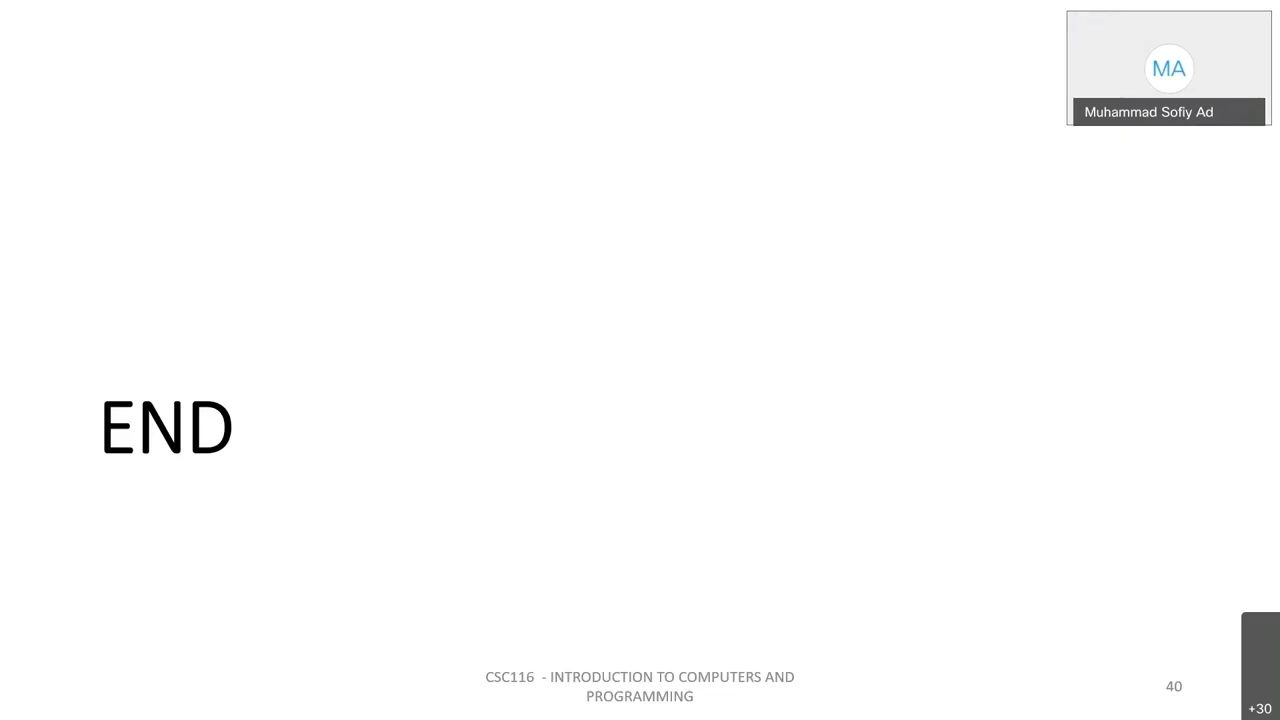 MA
Muhammad Sofiy Ad
END
CSC116 - INTRODUCTION TO COMPUTERS AND
PROGRAMMING
40
+30